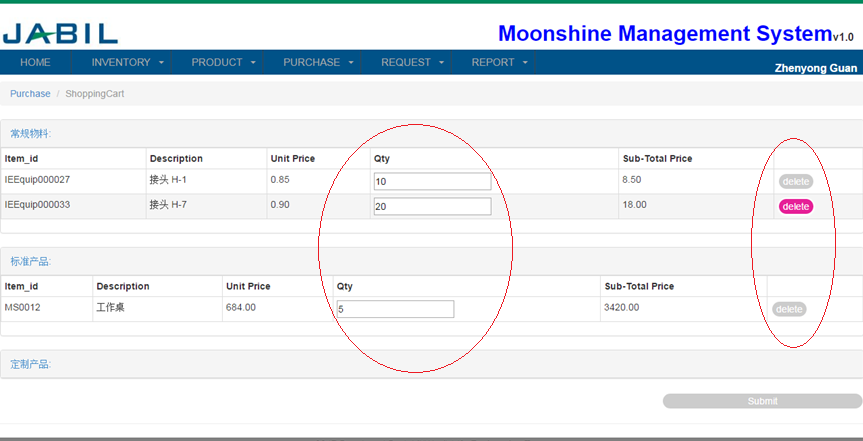 JABIL
Moonshine Management Systemv1.0
HOME INVENTORY PRODUCT PURCHASE REQUEST REPORT
Zhenyong Guan
Purchase / ShoppingCart
常规物料:
Item_id Description Unit Price Qty Sub-Total Price
IEEquip000027 接头 H-1 0.85 10 8.50 delete
IEEquip000033 接头 H-7 0.90 20 18.00 delete
标准产品:
Item_id Description Unit Price Qty Sub-Total Price
MS0012 工作桌 684.00 5 3420.00 delete
定制产品:
Submit